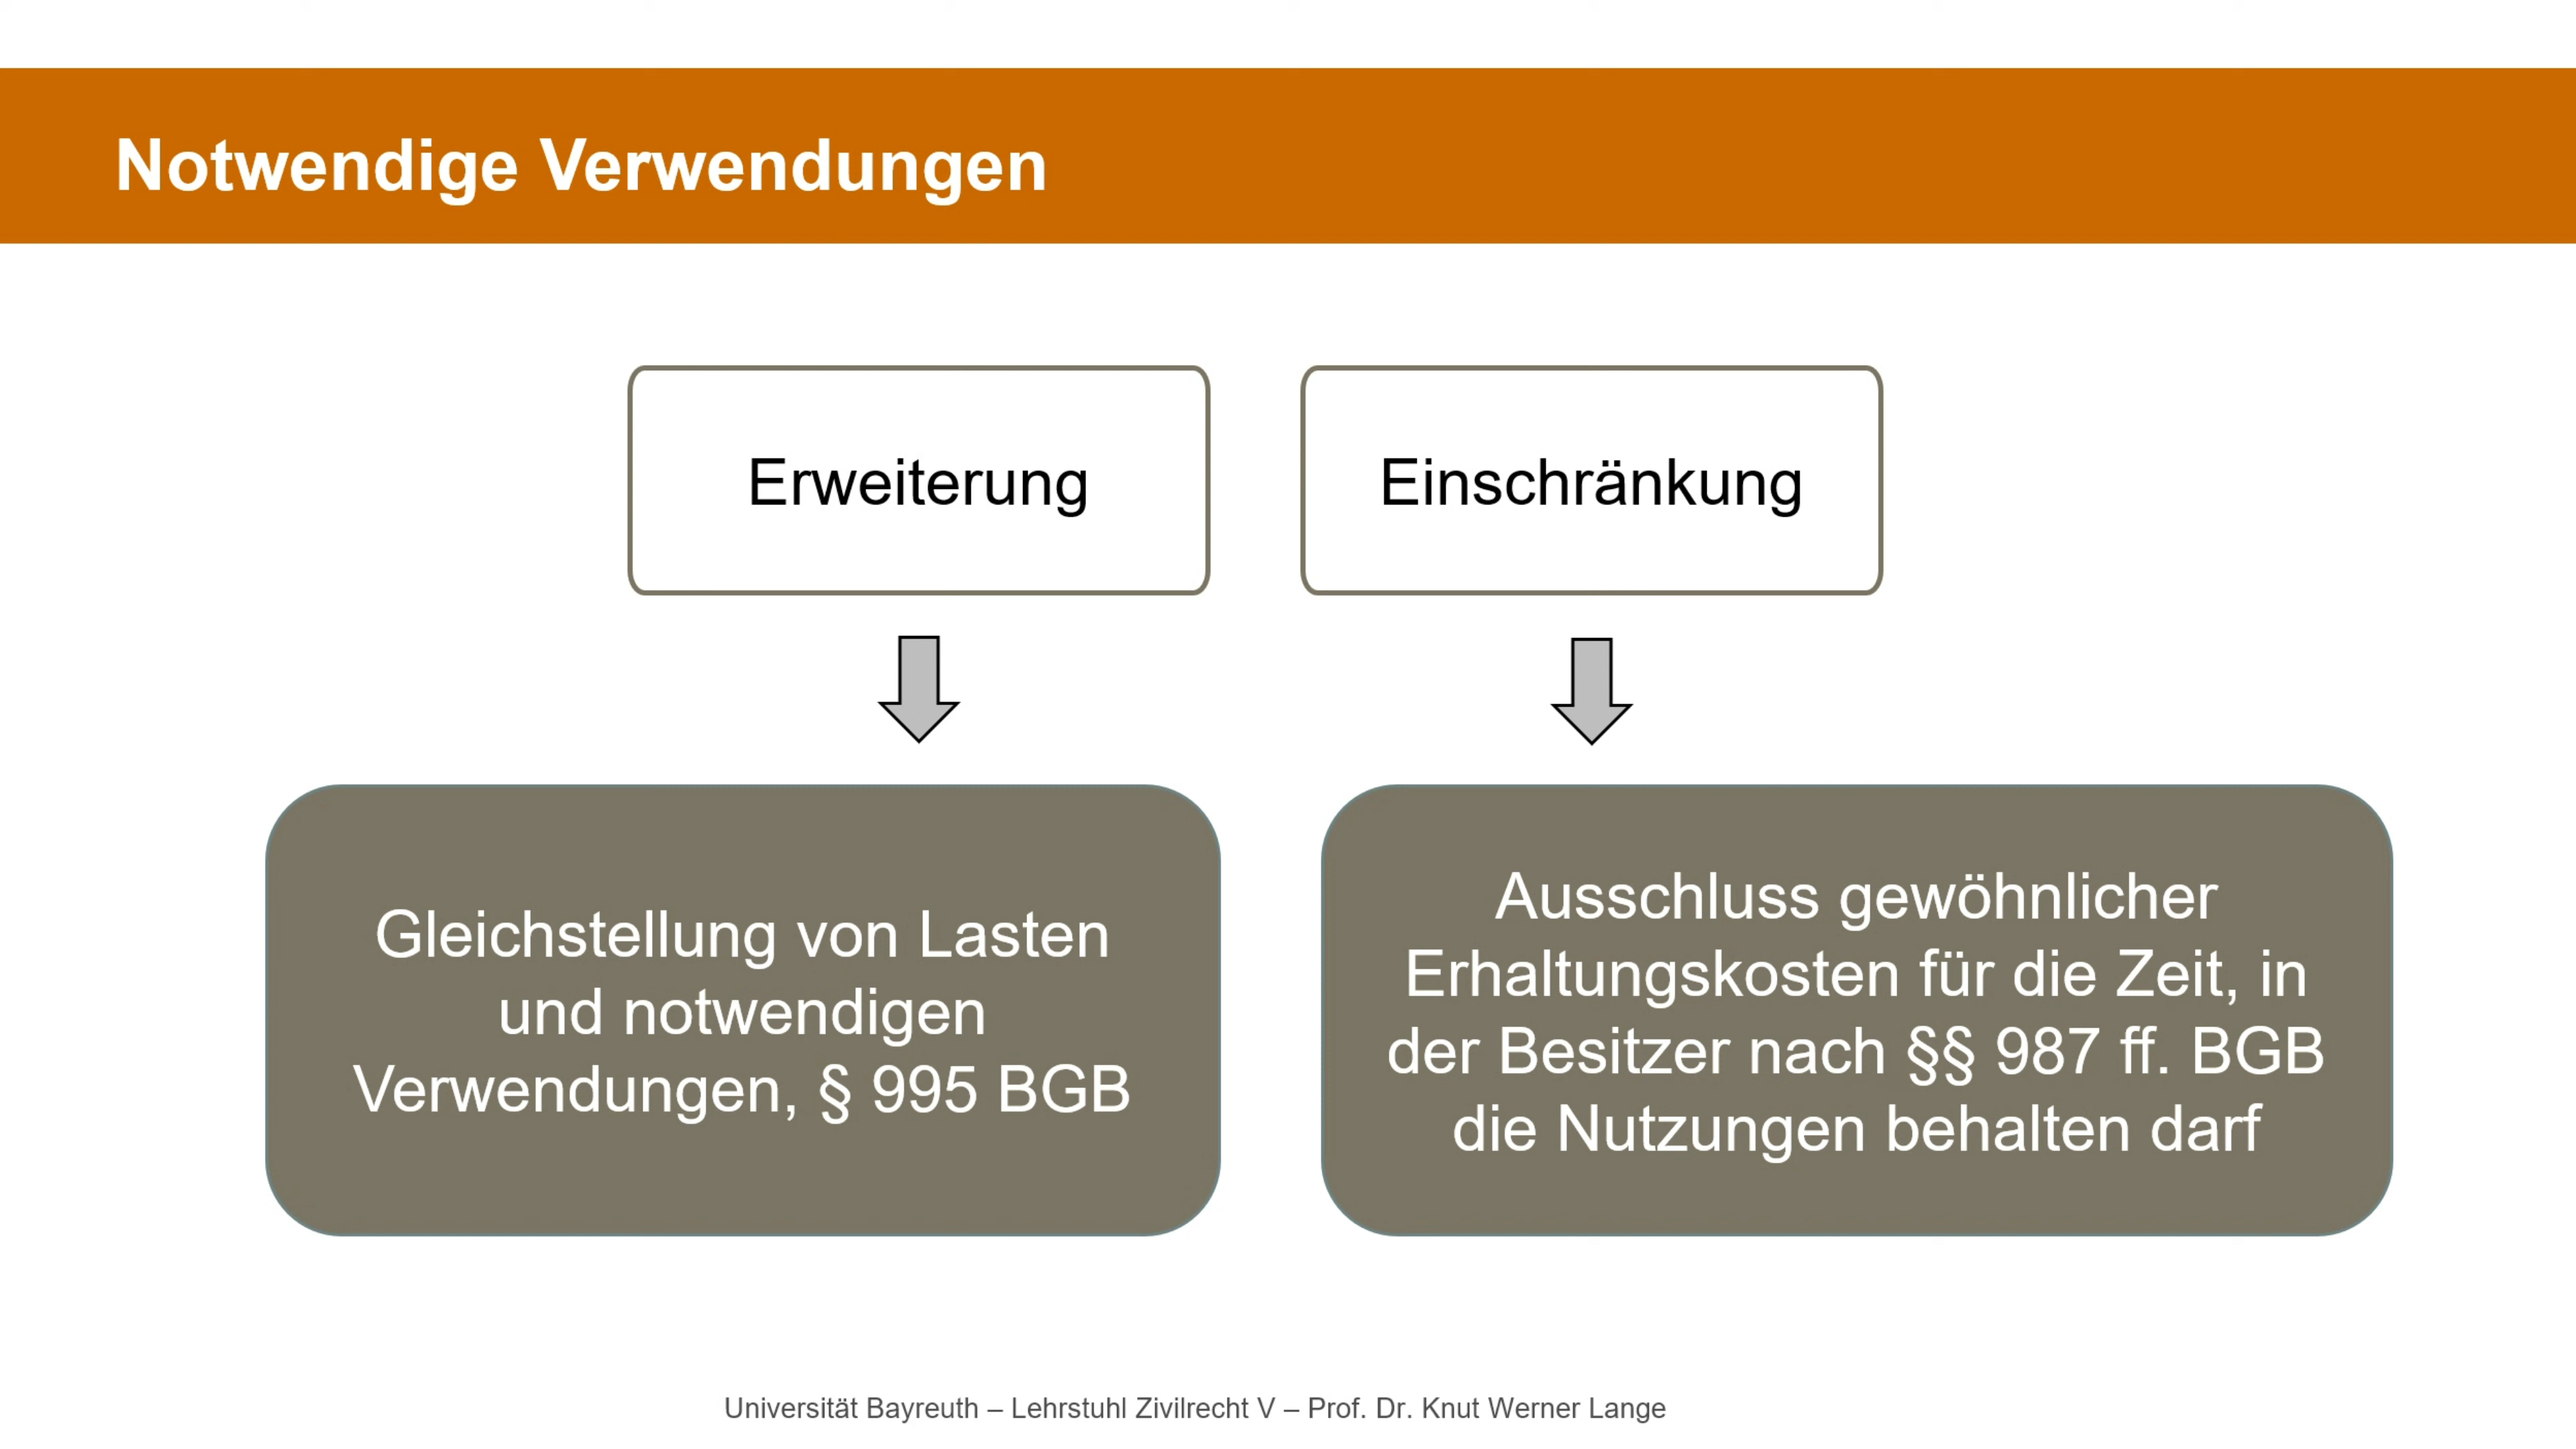 Notwendige Verwendungen
Erweiterung
Einschränkung
Gleichstellung von Lasten
und notwendigen
Verwendungen, § 995 BGB
Ausschluss gewöhnlicher
Erhaltungskosten für die Zeit, in
der Besitzer nach §§ 987 ff. BGB
die Nutzungen behalten darf
Universität Bayreuth – Lehrstuhl Zivilrecht V – Prof. Dr. Knut Werner Lange